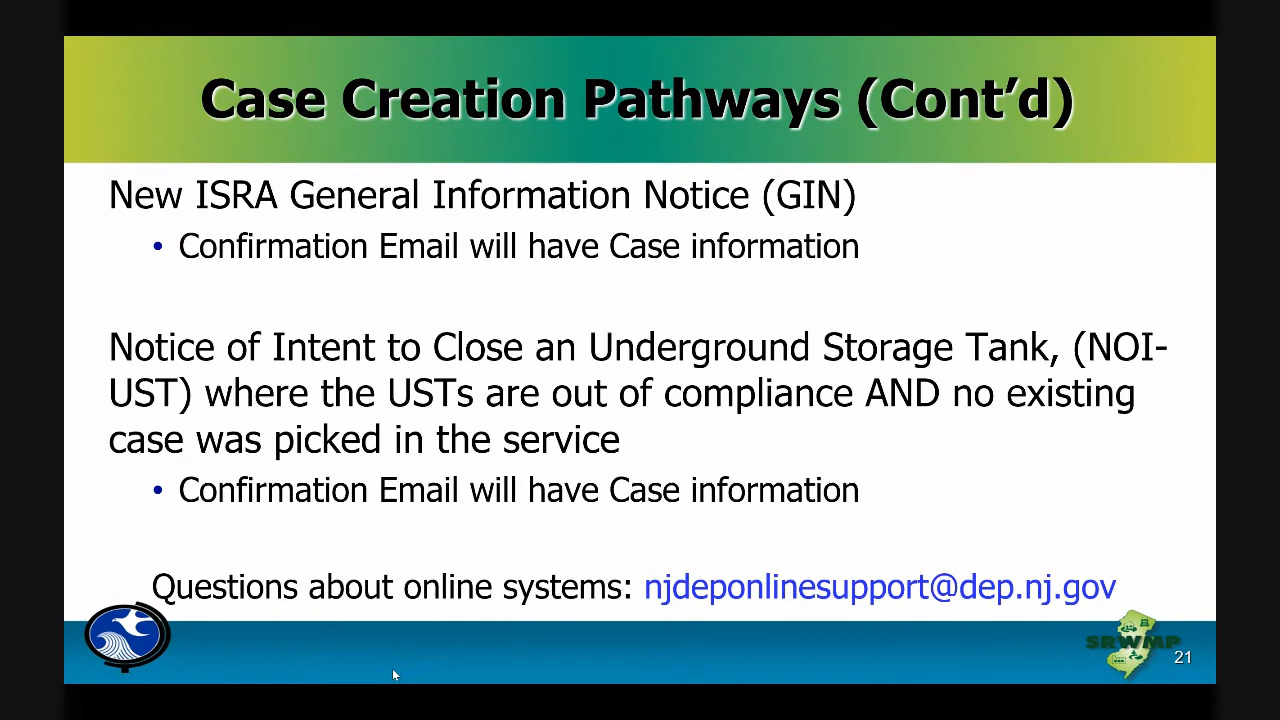 Case Creation Pathways (Cont’d)
New ISRA General Information Notice (GIN)
• Confirmation Email will have Case information
Notice of Intent to Close an Underground Storage Tank, (NOI-
UST) where the USTs are out of compliance AND no existing
case was picked in the service
• Confirmation Email will have Case information
Questions about online systems: njdeponlinesupport@dep.nj.gov
SRWMP
21